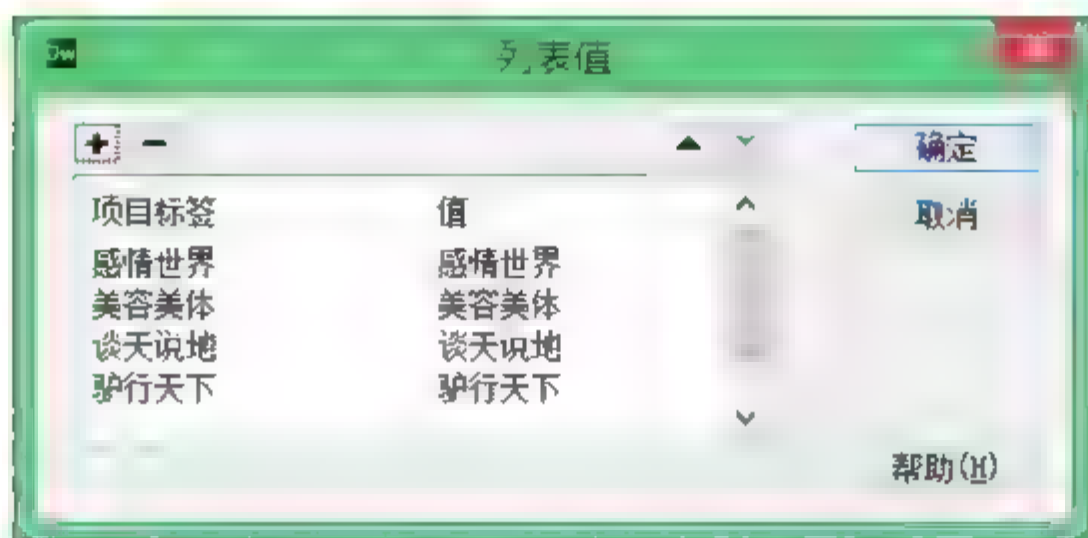 Dw 列表值
+ - 确定
项目标签 值 取消
感情世界 感情世界
美容美体 美容美体
谈天说地 谈天说地
驴行天下 驴行天下
帮助(H)